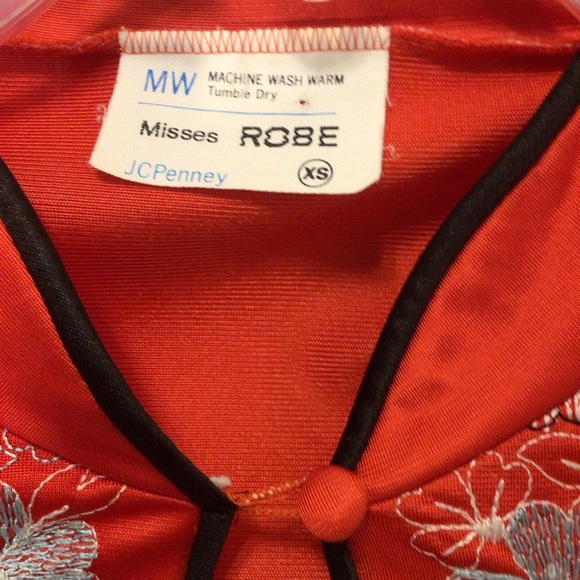 MW MACHINE WASH WARM
Tumble Dry
Misses ROBE
JCPenney XS